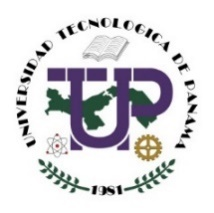 UNIVERSIDAD TECNOLOGICA DE PANAMA
UTP
1981